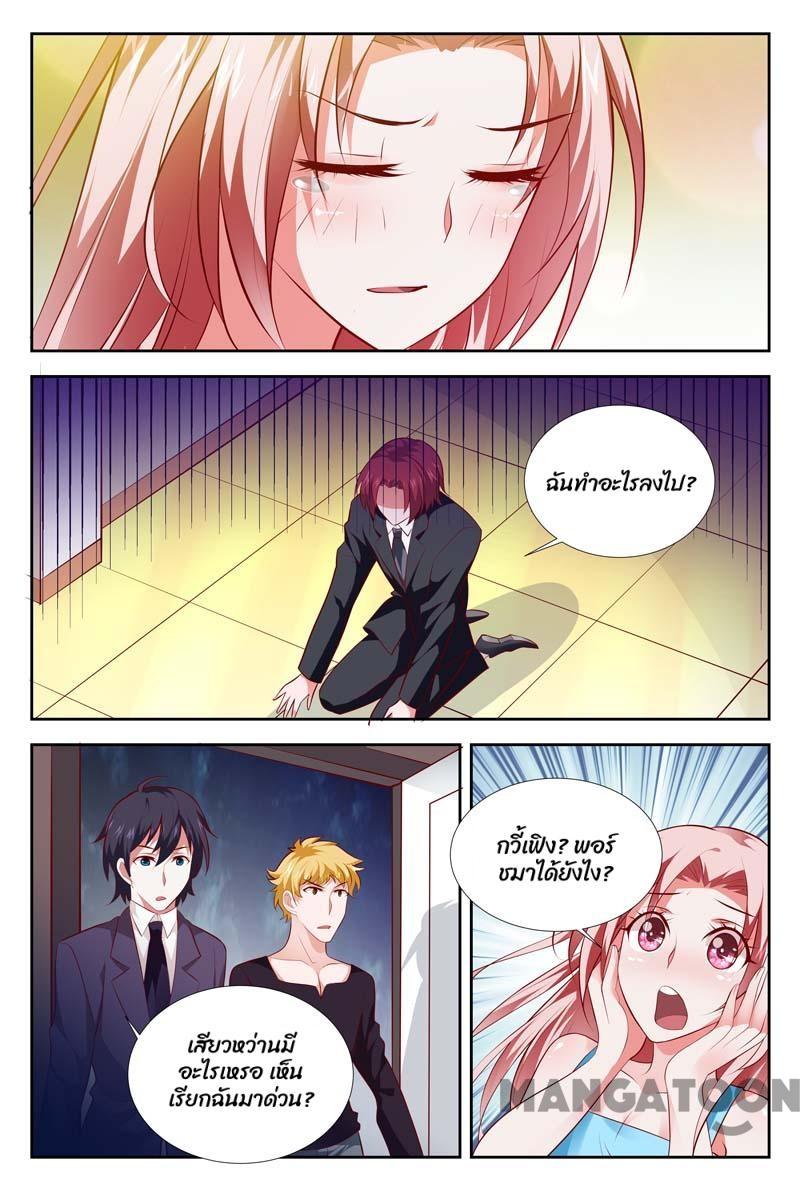 ฉันทำอะไรลงไป?
กวี้เฟิง? พอร์
ชมาได้ยังไง?
เสียวหว่านมี
อะไรเหรอ เห็น
เรียกฉันมาด่วน?
MANGATOON